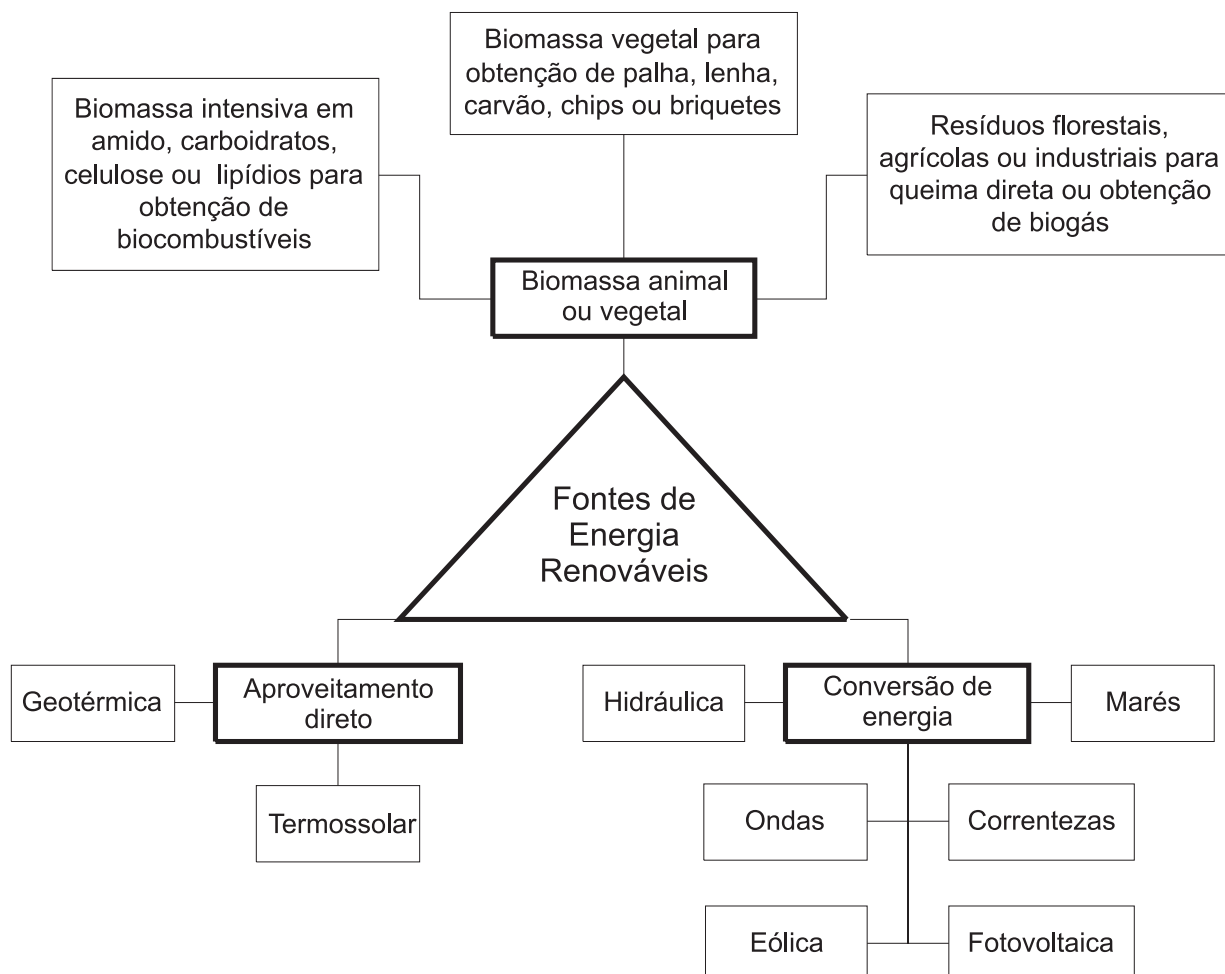 Biomassa vegetal para
obtenção de palha, lenha,
carvão, chips ou briquetes
Biomassa intensiva em
amido, carboidratos,
celulose ou lipídios para
obtenção de
biocombustíveis
Resíduos florestais,
agrícolas ou industriais para
queima direta ou obtenção
de biogás
Biomassa animal
ou vegetal
Fontes de
Energia
Renováveis
Geotérmica
Aproveitamento
direto
Termossolar
Hidráulica
Conversão de
energia
Marés
Ondas
Correntezas
Eólica
Fotovoltaica